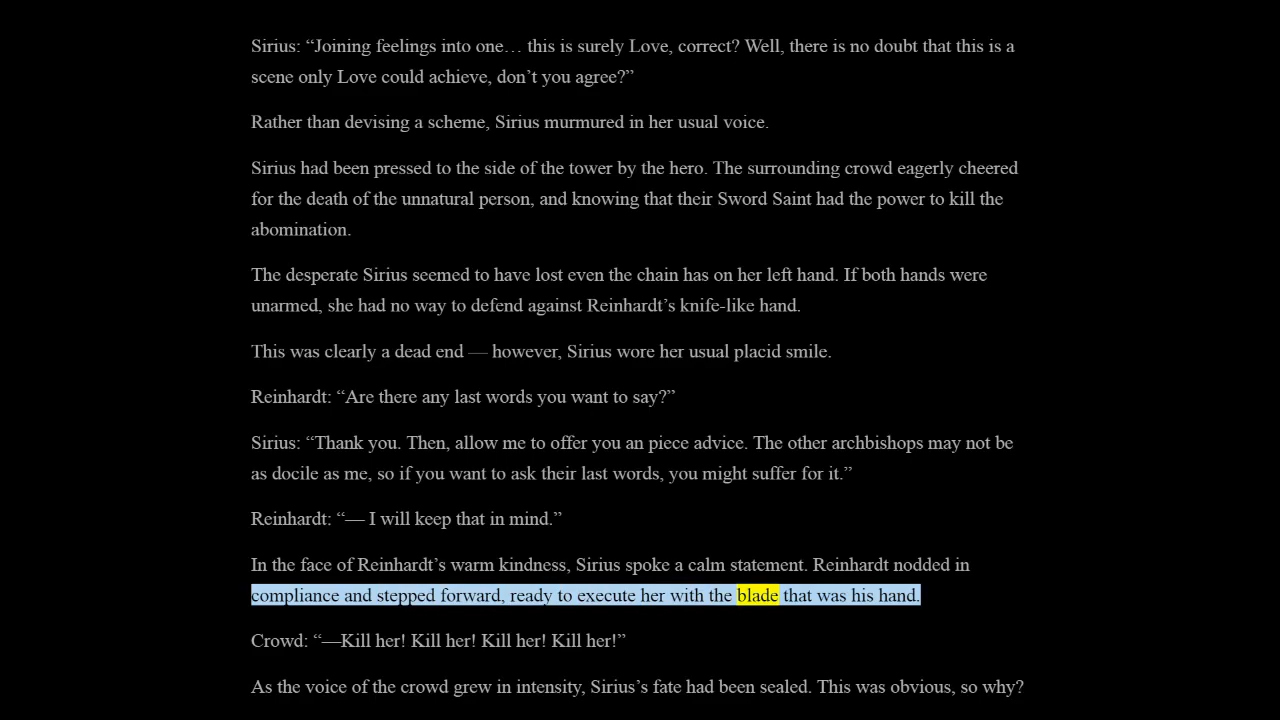 Sirius: “Joining feelings into one… this is surely Love, correct? Well, there is no doubt that this is a
scene only Love could achieve, don’t you agree?”
Rather than devising a scheme, Sirius murmured in her usual voice.
Sirius had been pressed to the side of the tower by the hero. The surrounding crowd eagerly cheered
for the death of the unnatural person, and knowing that their Sword Saint had the power to kill the
abomination.
The desperate Sirius seemed to have lost even the chain has on her left hand. If both hands were
unarmed, she had no way to defend against Reinhardt’s knife-like hand.
This was clearly a dead end — however, Sirius wore her usual placid smile.
Reinhardt: “Are there any last words you want to say?”
Sirius: “Thank you. Then, allow me to offer you an piece advice. The other archbishops may not be
as docile as me, so if you want to ask their last words, you might suffer for it.”
Reinhardt: “— I will keep that in mind.”
In the face of Reinhardt’s warm kindness, Sirius spoke a calm statement. Reinhardt nodded in
compliance and stepped forward, ready to execute her with the blade that was his hand.
Crowd: “—Kill her! Kill her! Kill her! Kill her!”
As the voice of the crowd grew in intensity, Sirius’s fate had been sealed. This was obvious, so why?